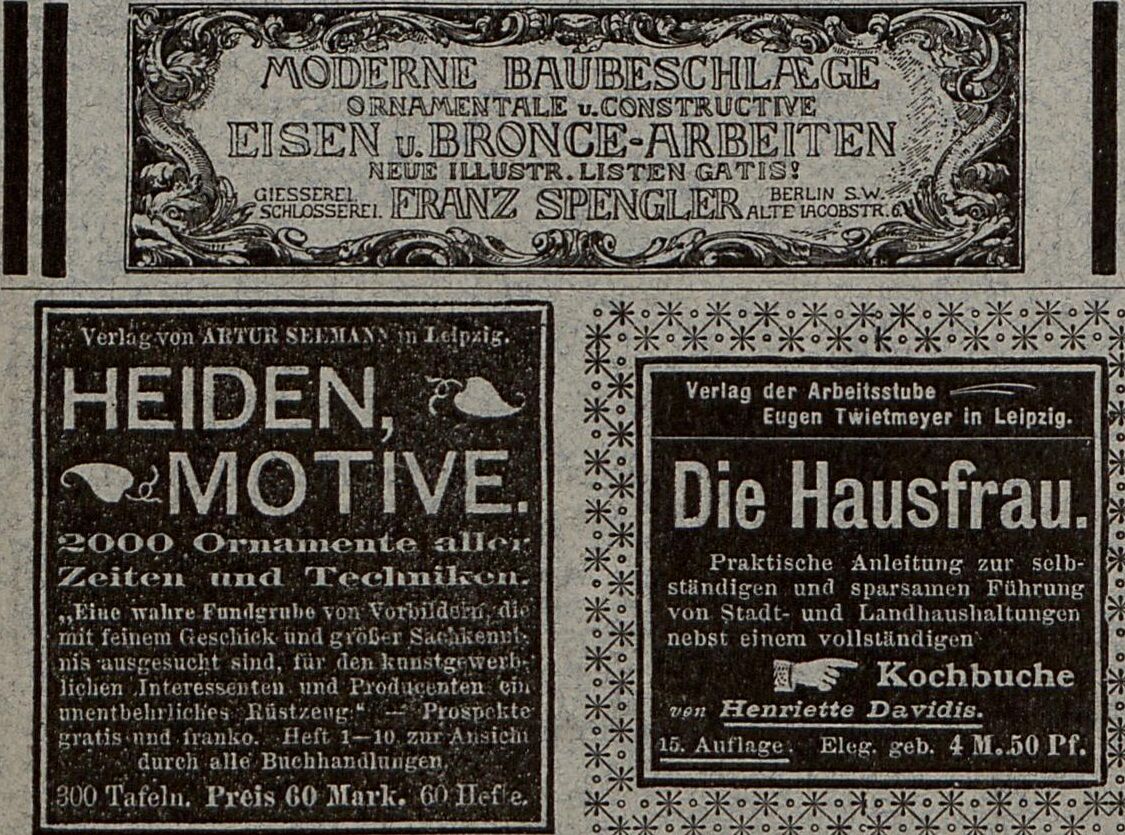 MODERNE BAUBESCHLÆGE
ORNAMENTALE u. CONSTRUCTIVE
EISEN u. BRONCE-ARBEITEN
NEUE ILLUSTR. LISTEN GATIS!
GIESSEREI.
SCHLOSSEREI.
FRANZ SPENGLER
BERLIN S.W.
ALTE IACOBSTR. 6.
Verlag von ARTUR SEEMANN in Leipzig.
HEIDEN,
MOTIVE.
2000 Ornamente aller
Zeiten und Techniken.
„Eine wahre Fundgrube von Vorbildern, die
mit feinem Geschick und großer Sachkennt-
nis ausgesucht sind, für den kunstgewerb-
lichen Interessenten und Producenten ein
unentbehrliches Rüstzeug." — Prospekte
gratis und franko. Heft 1—10 zur Ansicht
durch alle Buchhandlungen.
300 Tafeln. Preis 60 Mark. 60 Hefte.
Verlag der Arbeitsstube
Eugen Twietmeyer in Leipzig.
Die Hausfrau.
Praktische Anleitung zur selb-
ständigen und sparsamen Führung
von Stadt- und Landhaushaltungen
nebst einem vollständigen
Kochbuche
von Henriette Davidis.
15. Auflage. Eleg. geb. 4 M. 50 Pf.